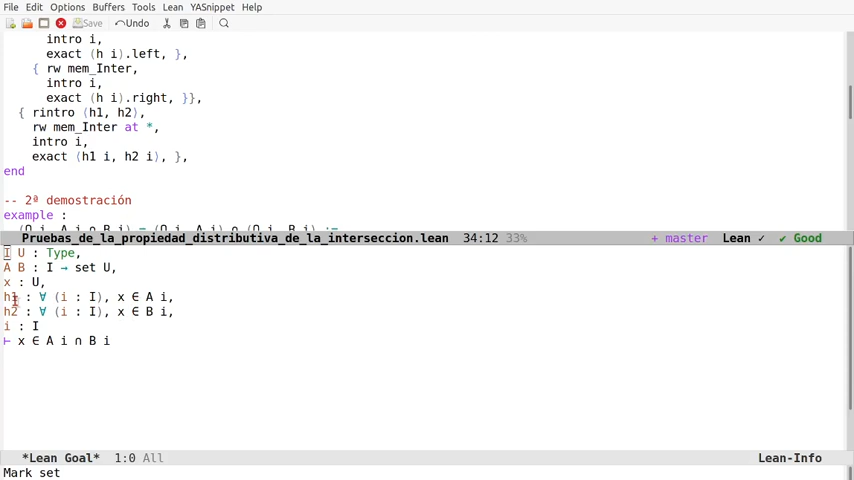 File Edit Options Buffers Tools Lean YASnippet Help
Save Undo
intro i,
exact (h i).left, },
{ rw mem_Inter,
intro i,
exact (h i).right, }},
{ rintro ⟨h1, h2⟩,
rw mem_Inter at *,
intro i,
exact ⟨h1 i, h2 i⟩, },
end
-- 2ª demostración
example :
(⋂ i, A i ∩ B i) = (⋂ i, A i) ∩ (⋂ i, B i) :=
Pruebas_de_la_propiedad_distributiva_de_la_interseccion.lean 34:12 33% + master Lean ✓ ✔ Good
I U : Type,
A B : I → set U,
x : U,
h1 : ∀ (i : I), x ∈ A i,
h2 : ∀ (i : I), x ∈ B i,
i : I
⊢ x ∈ A i ∩ B i
*Lean Goal* 1:0 All Lean-Info
Mark set